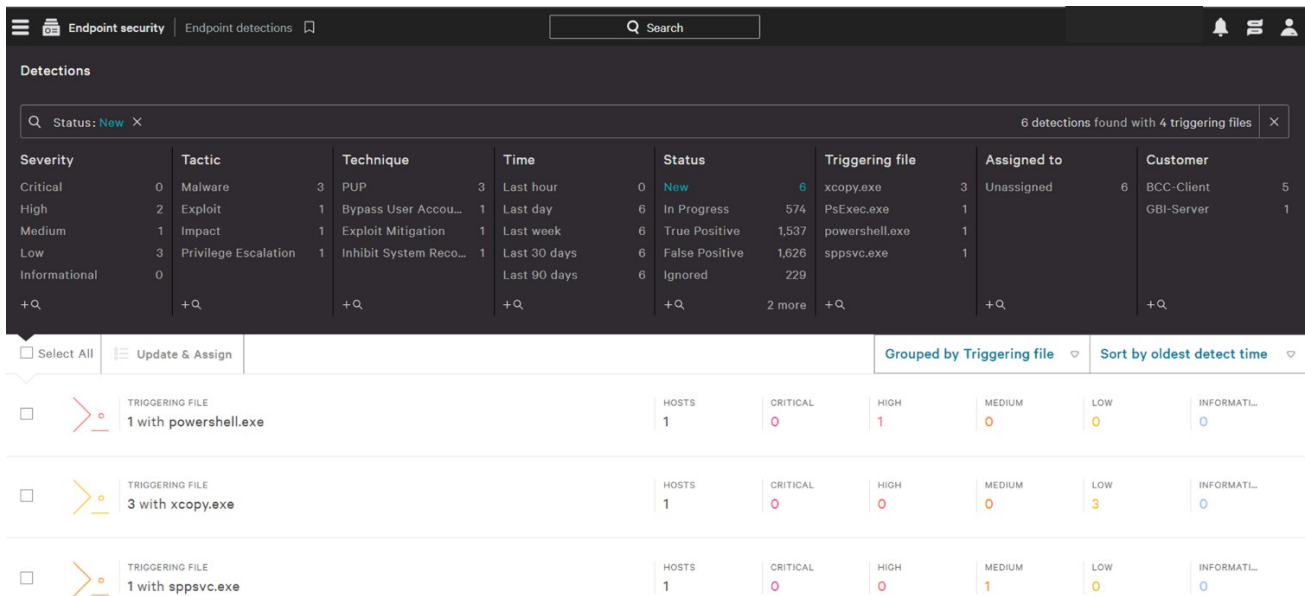 Endpoint security Endpoint detections Search
Detections
Status: New 6 detections found with 4 triggering files
Severity Tactic Technique Time Status Triggering file Assigned to Customer
Critical 0 Malware 3 PUP 3 Last hour 0 New 6 xcopy.exe 3 Unassigned 6 BCC-Client 5
High 2 Exploit 1 Bypass User Accou... 1 Last day 6 In Progress 574 PsExec.exe 1 GBI-Server 1
Medium 1 Impact 1 Exploit Mitigation 1 Last week 6 True Positive 1,537 powershell.exe 1
Low 3 Privilege Escalation 1 Inhibit System Reco... 1 Last 30 days 6 False Positive 1,626 sppsvc.exe 1
Informational 0 Last 90 days 6 Ignored 229
+ + + + + 2 more + + +
Select All Update & Assign Grouped by Triggering file Sort by oldest detect time
TRIGGERING FILE HOSTS CRITICAL HIGH MEDIUM LOW INFORMATI...
1 with powershell.exe 1 0 1 0 0 0
TRIGGERING FILE HOSTS CRITICAL HIGH MEDIUM LOW INFORMATI...
3 with xcopy.exe 1 0 0 0 3 0
TRIGGERING FILE HOSTS CRITICAL HIGH MEDIUM LOW INFORMATI...
1 with sppsvc.exe 1 0 0 1 0 0